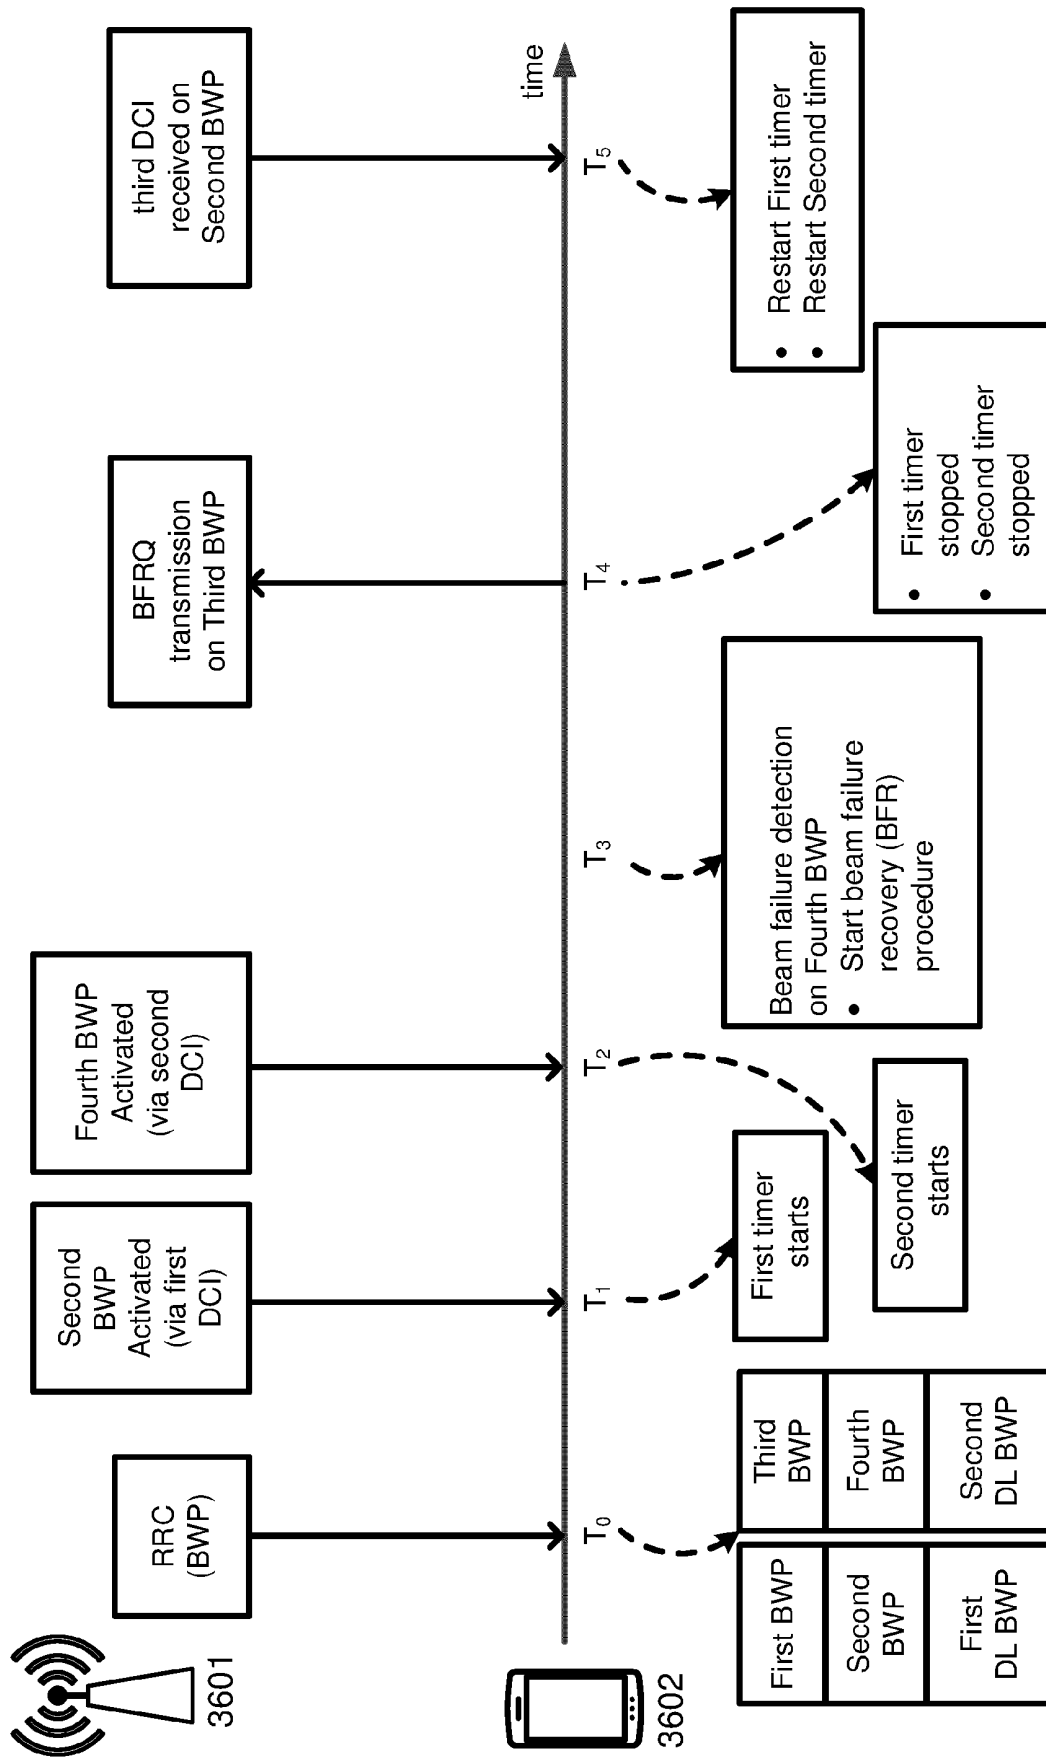 3601
RRC
(BWP)
Second
BWP
Activated
(via first
DCI)
Fourth BWP
Activated
(via second
DCI)
BFRQ
transmission
on Third BWP
third DCI
received on
Second BWP
3602
time
T0
T1
T2
T3
T4
T5
First BWP
Third
BWP
Second
BWP
Fourth
BWP
First
DL BWP
Second
DL BWP
First timer
starts
Second timer
starts
Beam failure detection
on Fourth BWP
• Start beam failure
recovery (BFR)
procedure
• First timer
stopped
• Second timer
stopped
• Restart First timer
• Restart Second timer